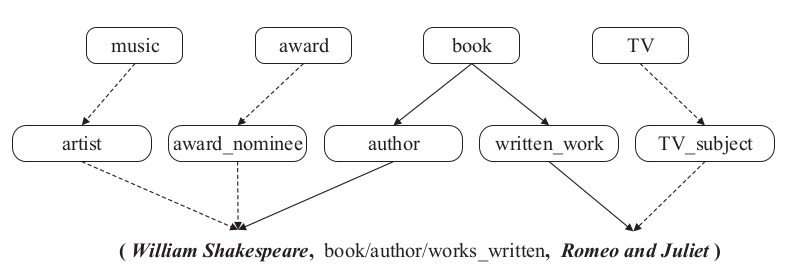 music award book TV
artist award_nominee author written_work TV_subject
( William Shakespeare, book/author/works_written, Romeo and Juliet )